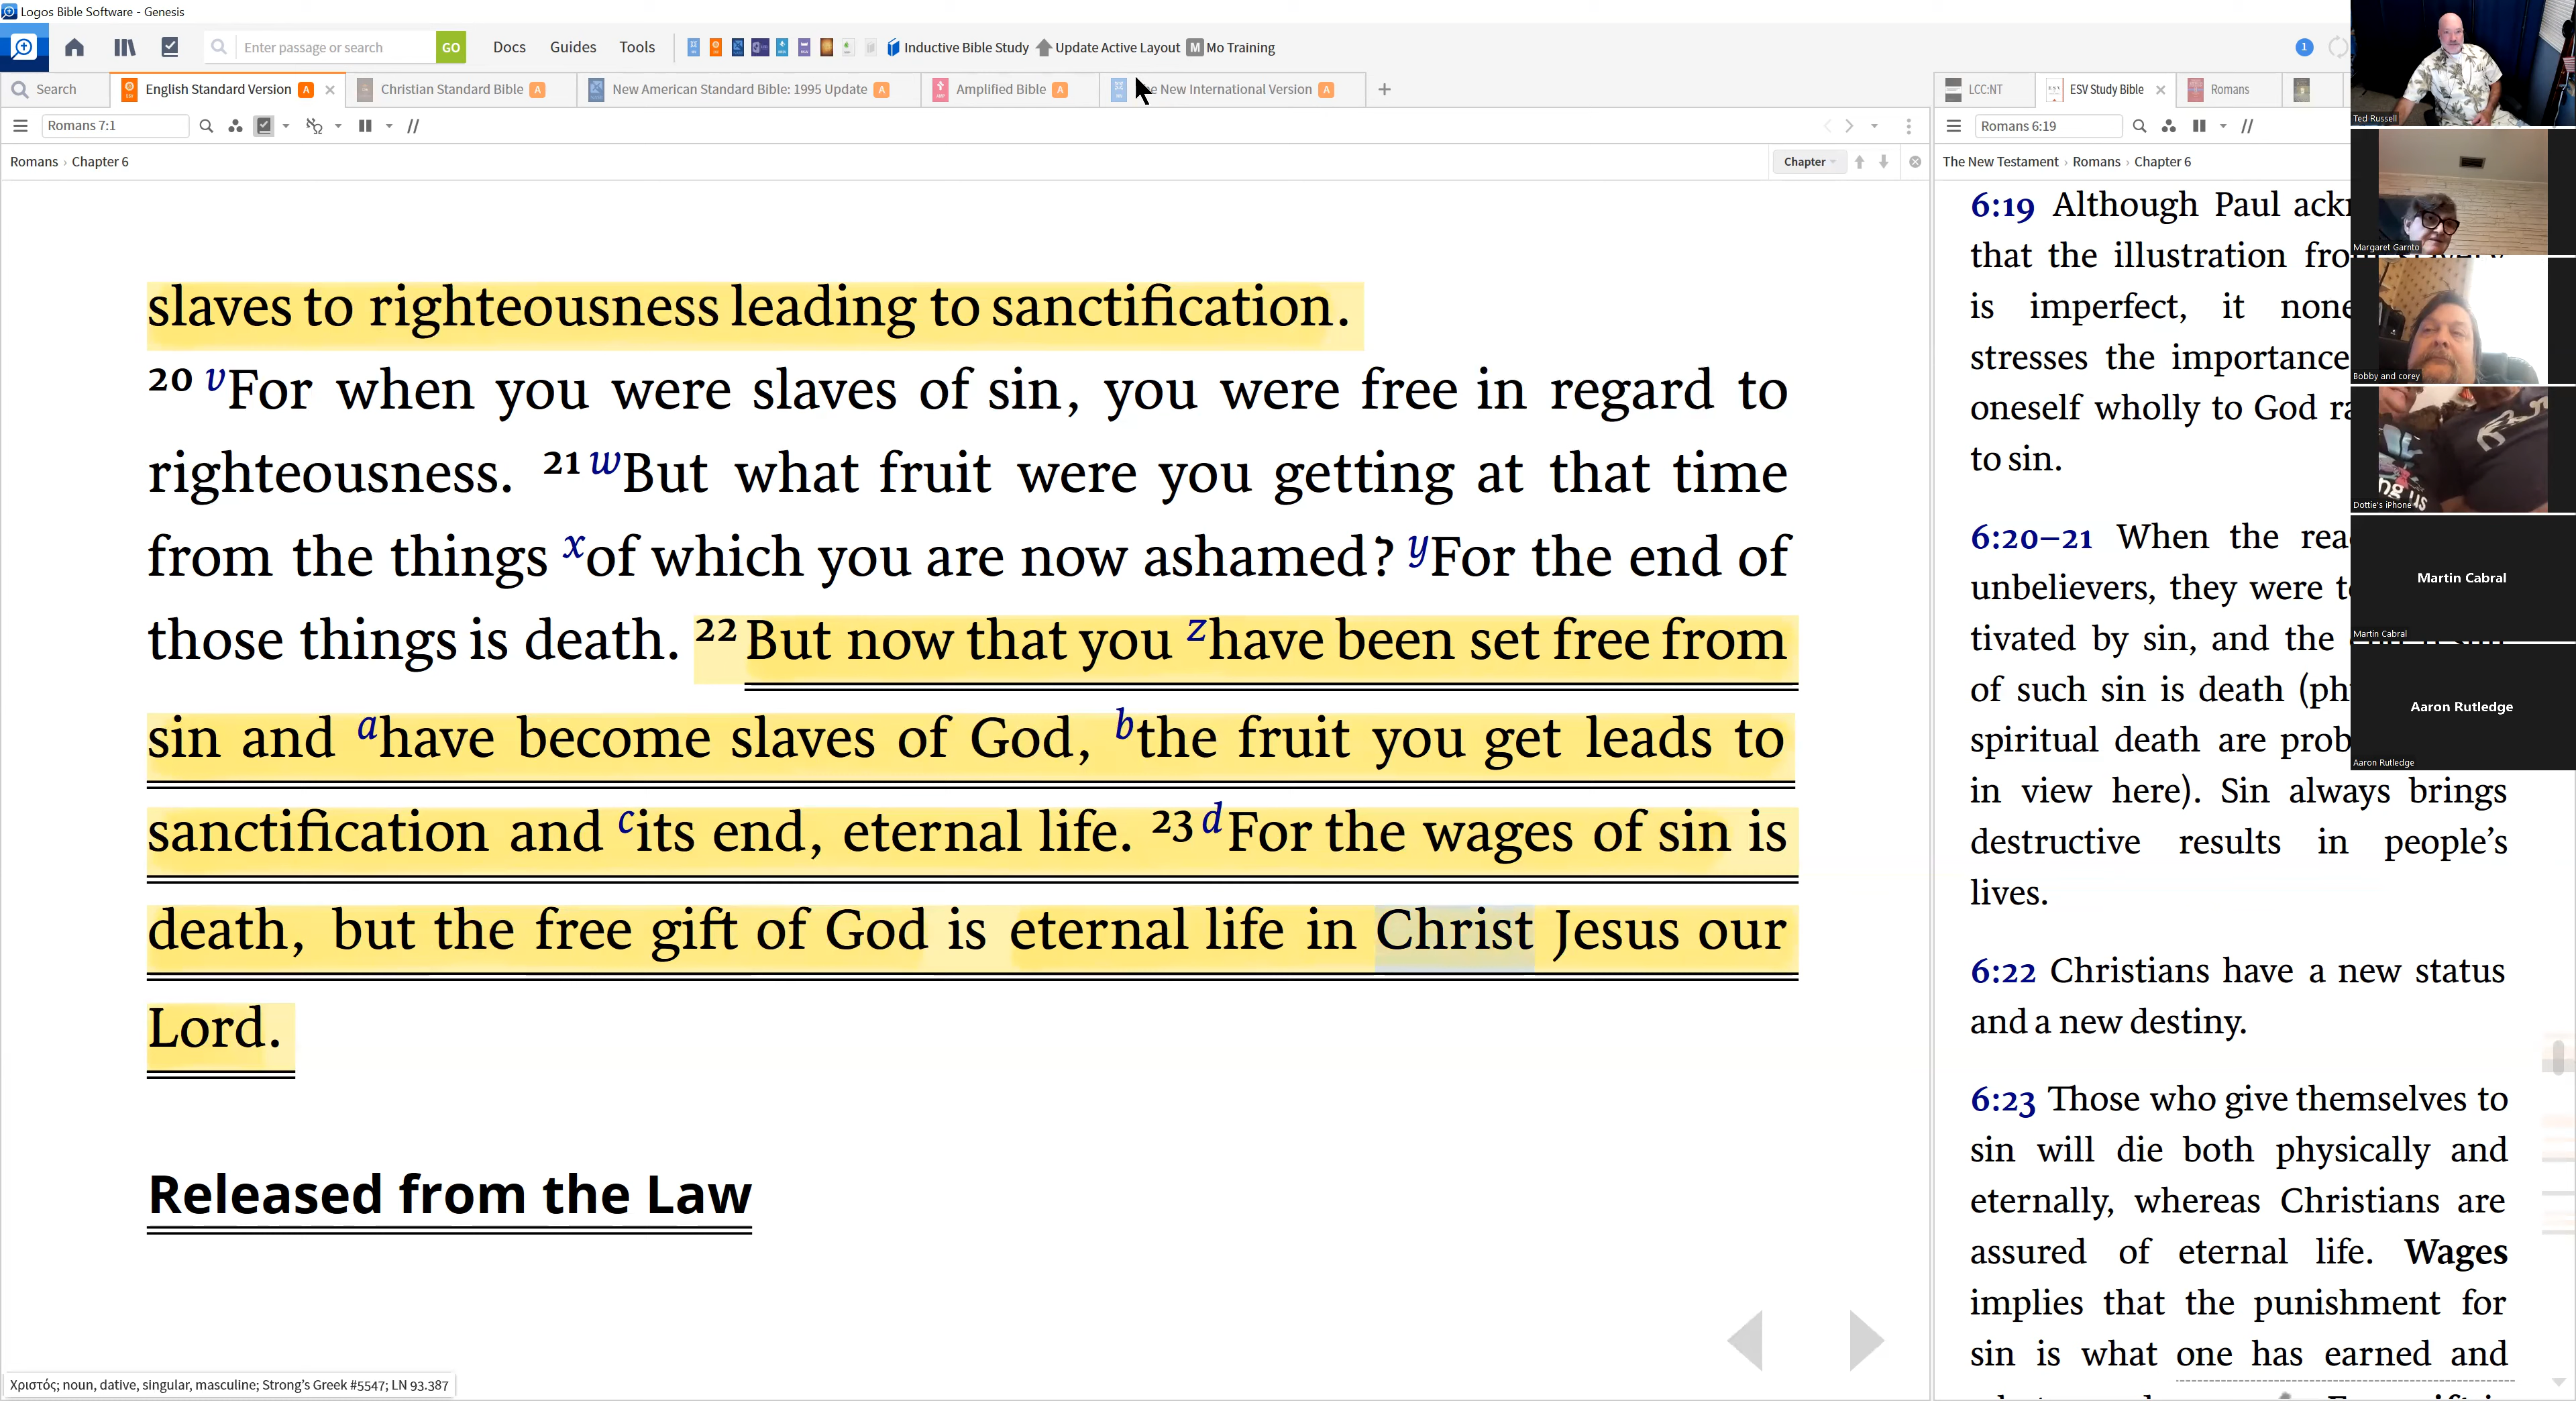 Logos Bible Software - Genesis
Enter passage or search GO Docs Guides Tools Inductive Bible Study Update Active Layout M Mo Training 1
Search English Standard Version A Christian Standard Bible A New American Standard Bible: 1995 Update A Amplified Bible A New International Version A
Romans 7:1
Romans › Chapter 6 Chapter
slaves to righteousness leading to sanctification.
20 vFor when you were slaves of sin, you were free in regard to
righteousness. 21 wBut what fruit were you getting at that time
from the things xof which you are now ashamed? yFor the end of
those things is death. 22 But now that you zhave been set free from
sin and ahave become slaves of God, bthe fruit you get leads to
sanctification and cits end, eternal life. 23 dFor the wages of sin is
death, but the free gift of God is eternal life in Christ Jesus our
Lord.
Released from the Law
Χριστός; noun, dative, singular, masculine; Strong's Greek #5547; LN 93.387
LCC:NT ESV Study Bible Romans
Romans 6:19
The New Testament › Romans › Chapter 6
6:19 Although Paul
that the illustration
is imperfect, it
stresses the importance
oneself wholly to God
to sin.
6:20–21 When the
unbelievers, they were
tivated by sin, and the
of such sin is death
spiritual death are
in view here). Sin always brings
destructive results in people's
lives.
6:22 Christians have a new status
and a new destiny.
6:23 Those who give themselves to
sin will die both physically and
eternally, whereas Christians are
assured of eternal life. Wages
implies that the punishment for
sin is what one has earned and
Ted Russell
Margaret Garnto
Bobby and corey
Dottie's iPhone
Martin Cabral
Martin Cabral
Aaron Rutledge
Aaron Rutledge